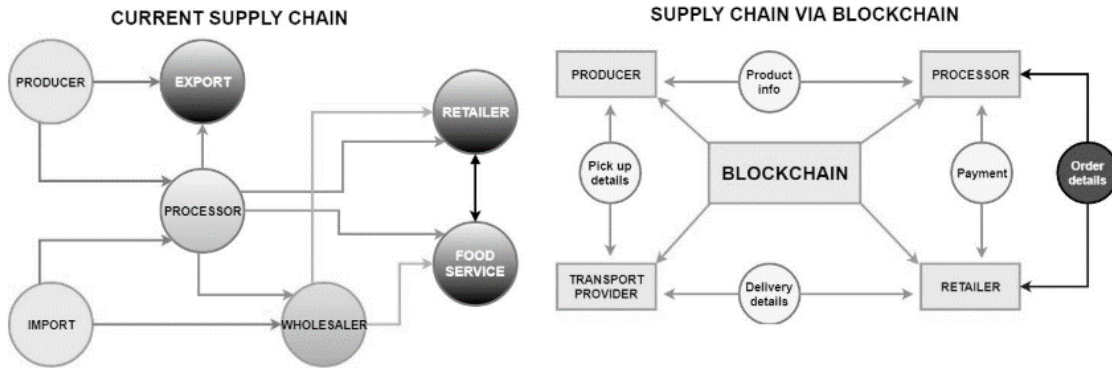 CURRENT SUPPLY CHAIN
PRODUCER
EXPORT
RETAILER
PROCESSOR
FOOD
SERVICE
IMPORT
WHOLESALER
SUPPLY CHAIN VIA BLOCKCHAIN
PRODUCER
Product
info
PROCESSOR
Pick up
details
BLOCKCHAIN
Payment
Order
details
TRANSPORT
PROVIDER
Delivery
details
RETAILER